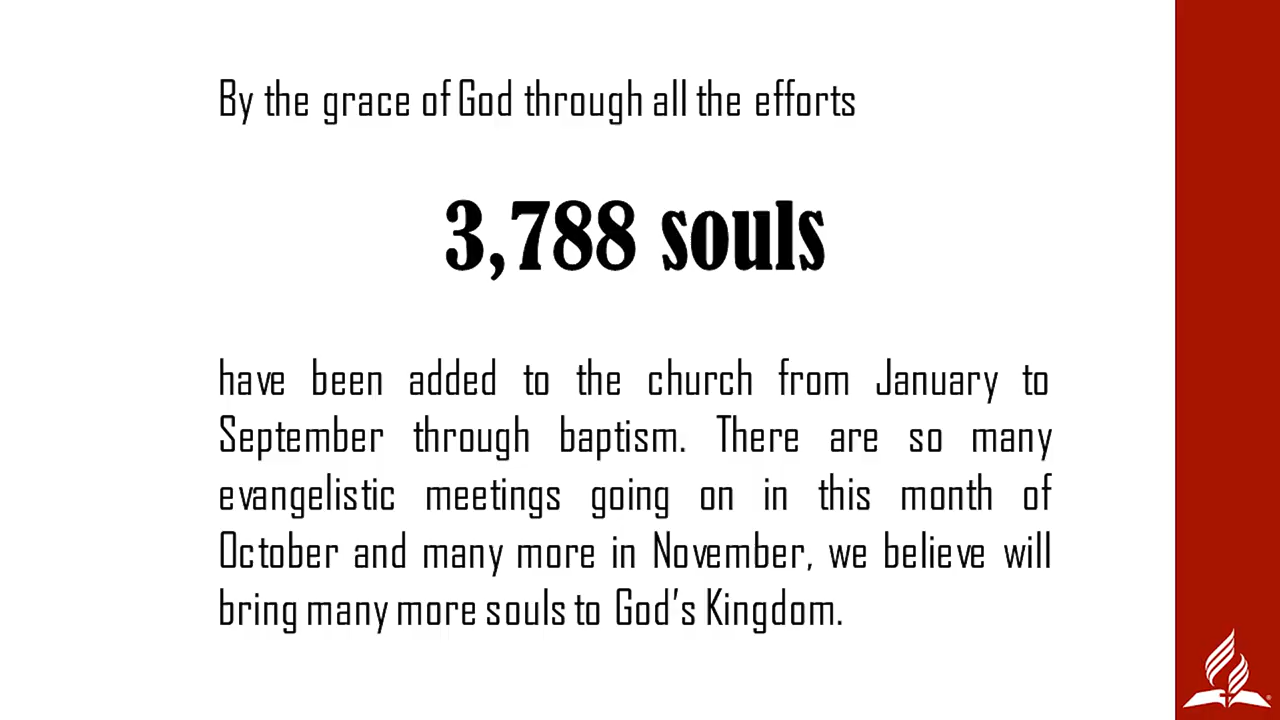 By the grace of God through all the efforts
3,788 souls
have been added to the church from January to
September through baptism. There are so many
evangelistic meetings going on in this month of
October and many more in November, we believe will
bring many more souls to God's Kingdom.